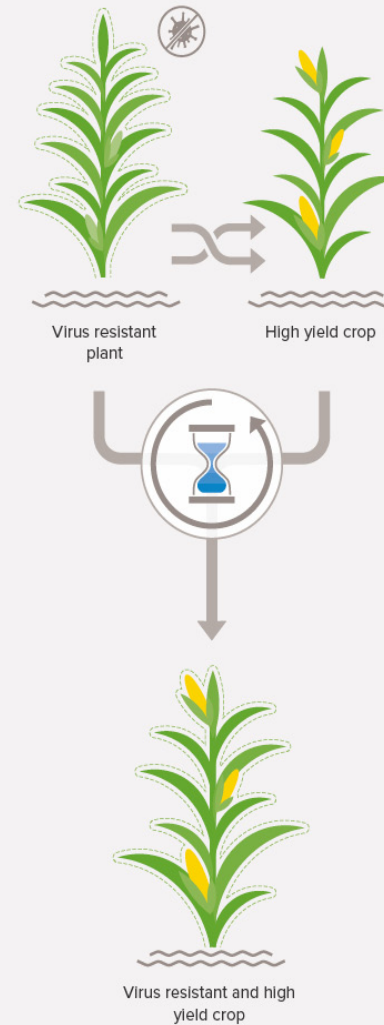 Virus resistant
plant
High yield crop
Virus resistant and high
yield crop